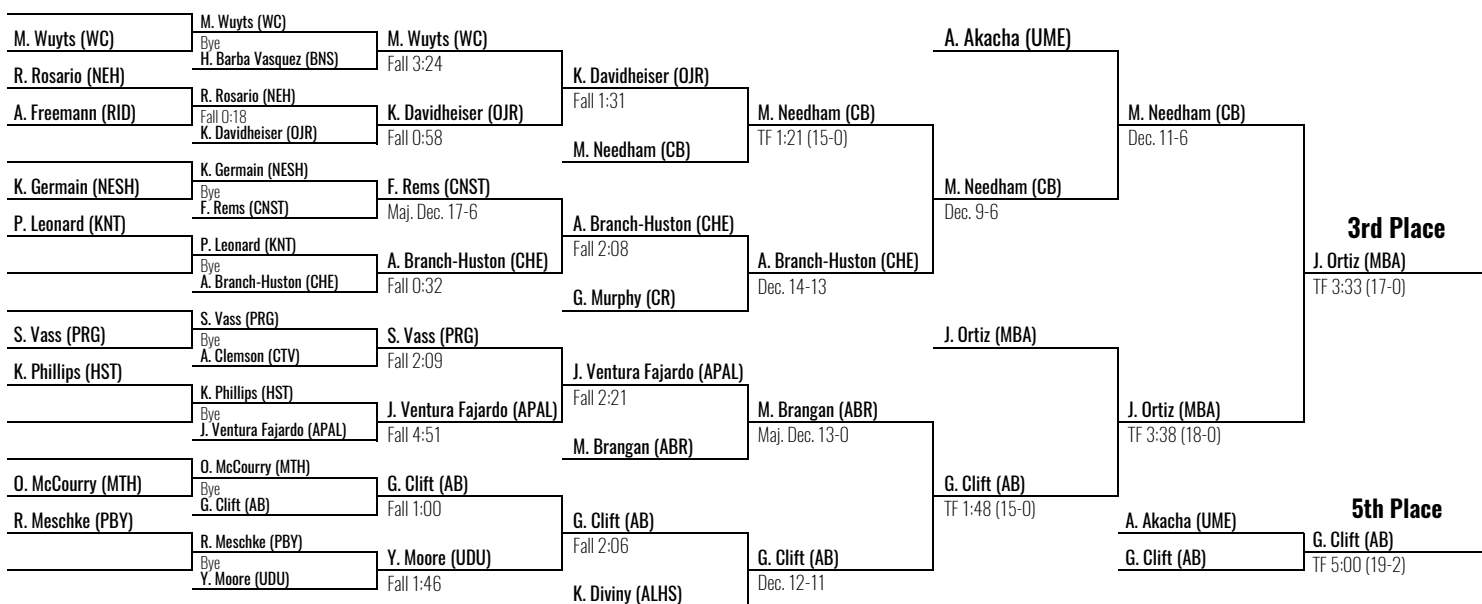 M. Wuyts (WC)
R. Rosario (NEH)
A. Freemann (RID)
K. Germain (NESH)
P. Leonard (KNT)
S. Vass (PRG)
K. Phillips (HST)
O. McCourry (MTH)
R. Meschke (PBY)
M. Wuyts (WC)
Bye
H. Barba Vasquez (BNS)
R. Rosario (NEH)
Fall 0:18
K. Davidheiser (OJR)
K. Germain (NESH)
Bye
F. Rems (CNST)
P. Leonard (KNT)
Bye
A. Branch-Huston (CHE)
S. Vass (PRG)
Bye
A. Clemson (CTV)
K. Phillips (HST)
Bye
J. Ventura Fajardo (APAL)
O. McCourry (MTH)
Bye
G. Clift (AB)
R. Meschke (PBY)
Bye
Y. Moore (UDU)
M. Wuyts (WC)
Fall 3:24
K. Davidheiser (OJR)
Fall 0:58
F. Rems (CNST)
Maj. Dec. 17-6
A. Branch-Huston (CHE)
Fall 0:32
S. Vass (PRG)
Fall 2:09
J. Ventura Fajardo (APAL)
Fall 4:51
G. Clift (AB)
Fall 1:00
Y. Moore (UDU)
Fall 1:46
K. Davidheiser (OJR)
Fall 1:31
M. Needham (CB)
A. Branch-Huston (CHE)
Fall 2:08
G. Murphy (CR)
J. Ventura Fajardo (APAL)
Fall 2:21
M. Brangan (ABR)
G. Clift (AB)
Fall 2:06
K. Diviny (ALHS)
M. Needham (CB)
TF 1:21 (15-0)
A. Branch-Huston (CHE)
Dec. 14-13
M. Brangan (ABR)
Maj. Dec. 13-0
G. Clift (AB)
Dec. 12-11
A. Akacha (UME)
M. Needham (CB)
Dec. 9-6
J. Ortiz (MBA)
G. Clift (AB)
TF 1:48 (15-0)
M. Needham (CB)
Dec. 11-6
J. Ortiz (MBA)
TF 3:38 (18-0)
A. Akacha (UME)
G. Clift (AB)
3rd Place
J. Ortiz (MBA)
TF 3:33 (17-0)
5th Place
G. Clift (AB)
TF 5:00 (19-2)